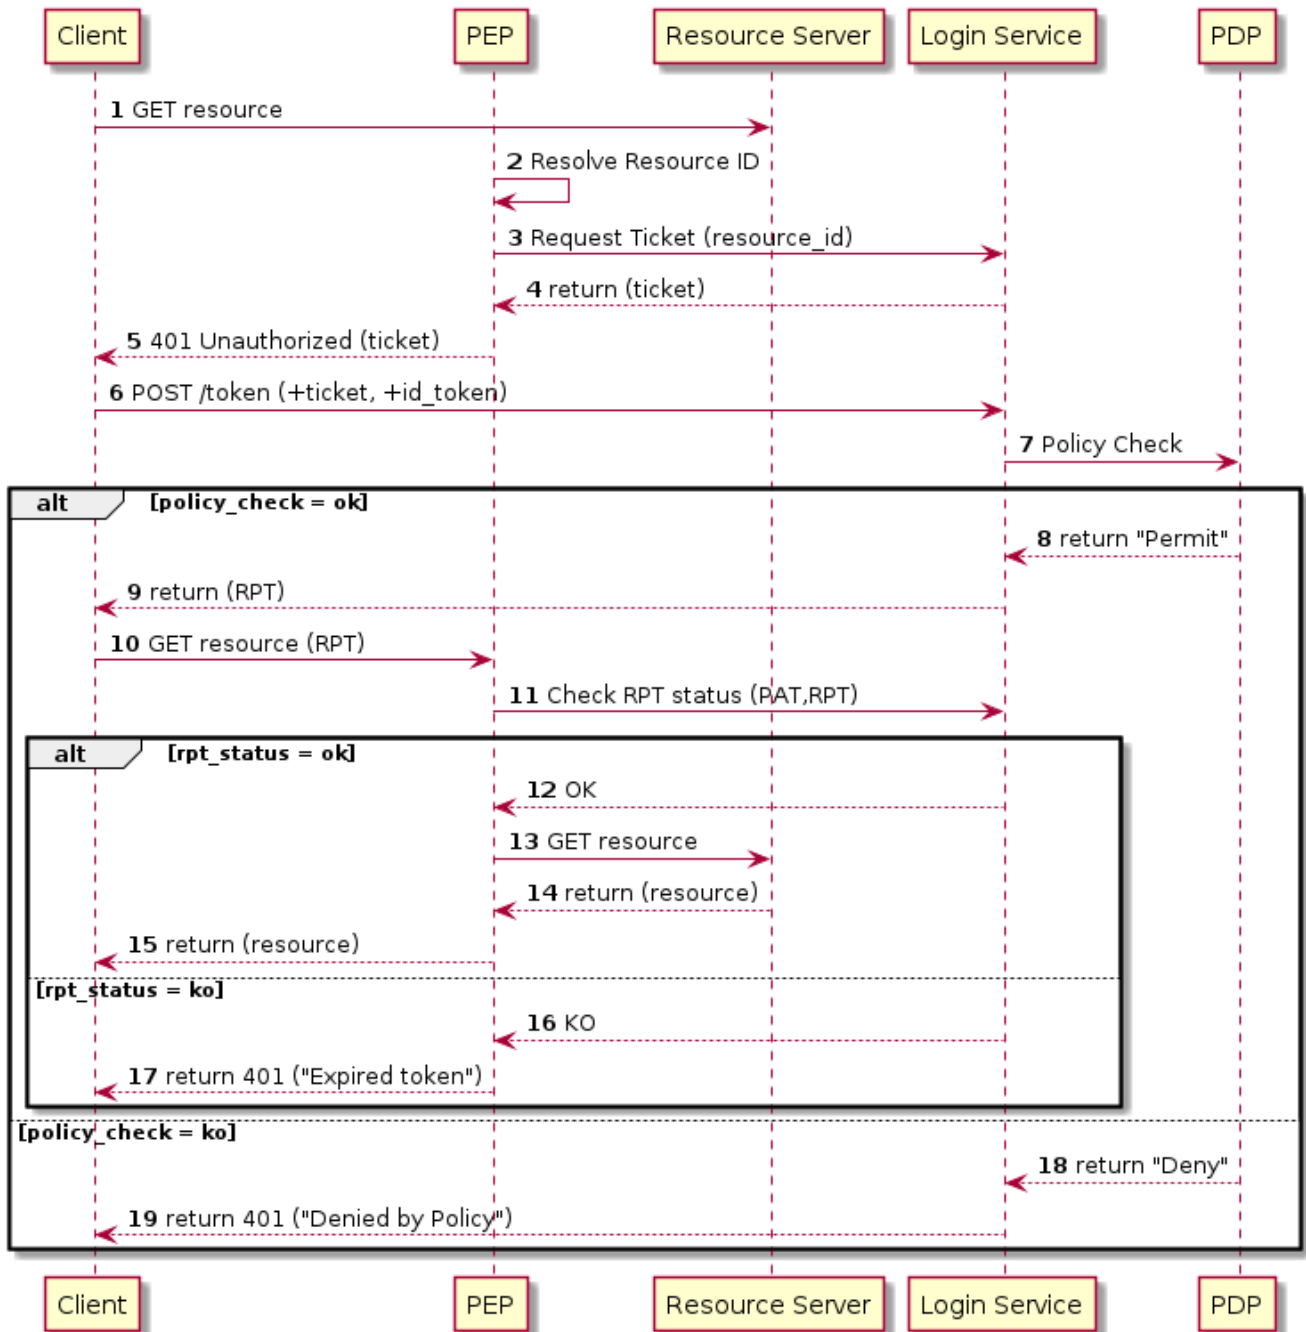 Client PEP Resource Server Login Service PDP
1 GET resource
2 Resolve Resource ID
3 Request Ticket (resource_id)
4 return (ticket)
5 401 Unauthorized (ticket)
6 POST /token (+ticket, +id_token)
7 Policy Check
alt [policy_check = ok]
8 return "Permit"
9 return (RPT)
10 GET resource (RPT)
11 Check RPT status (PAT,RPT)
alt [rpt_status = ok]
12 OK
13 GET resource
14 return (resource)
15 return (resource)
[rpt_status = ko]
16 KO
17 return 401 ("Expired token")
[policy_check = ko]
18 return "Deny"
19 return 401 ("Denied by Policy")
Client PEP Resource Server Login Service PDP